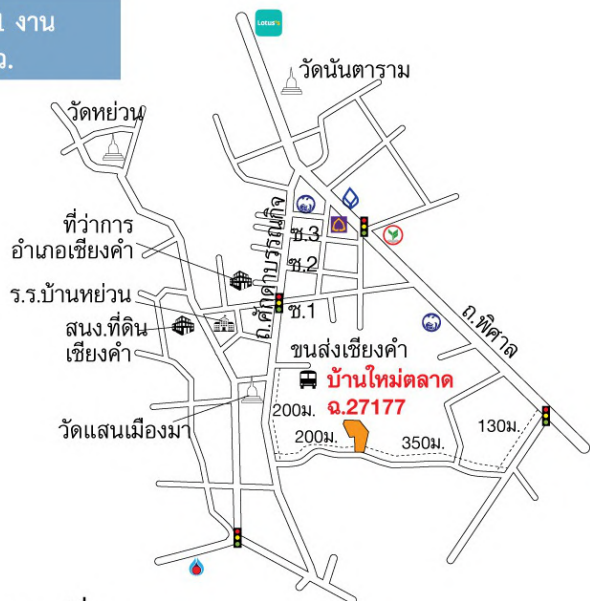 1 งาน
ว.
Lotus's
วัดนันตาราม
วัดหย่วน
ที่ว่าการ
อำเภอเชียงคำ
ถ.ศักดาบรรณกิจ
ซ.3
ซ.2
ซ.1
ร.ร.บ้านหย่วน
สนง.ที่ดิน
เชียงคำ
ถ.พิศาล
ขนส่งเชียงคำ
บ้านใหม่ตลาด
ฉ.27177
200ม.
200ม.
350ม.
130ม.
วัดแสนเมืองมา